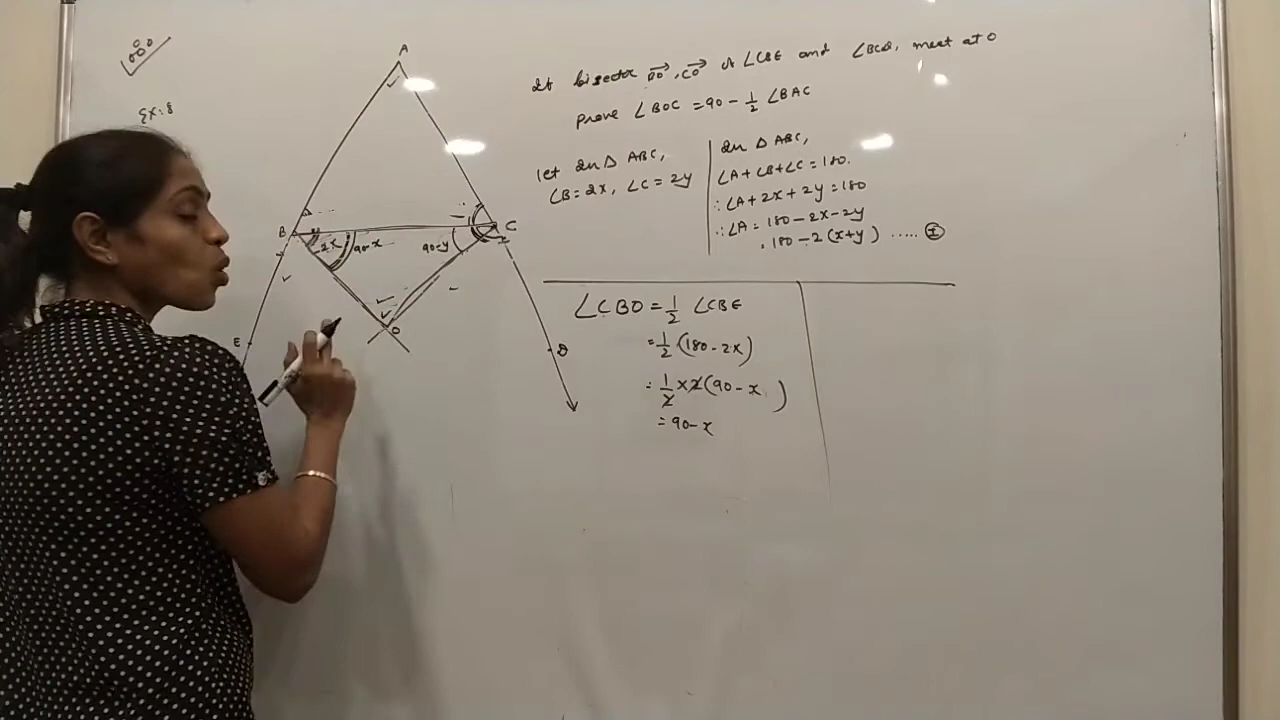 Ex: 8
A
B
C
E
D
O
2x
90-x
90-y
If bisector BO, CO of ∠CBE and ∠BCD, meet at O
prove ∠BOC = 90 - 1/2 ∠BAC
let In △ ABC,
∠B = 2x, ∠C = 2y
In △ ABC,
∠A + ∠B + ∠C = 180.
∴ ∠A + 2x + 2y = 180
∴ ∠A = 180 - 2x - 2y
= 180 - 2(x+y) ..... I
∠CBO = 1/2 ∠CBE
= 1/2 (180 - 2x)
= 1/2 x 2(90 - x)
= 90 - x